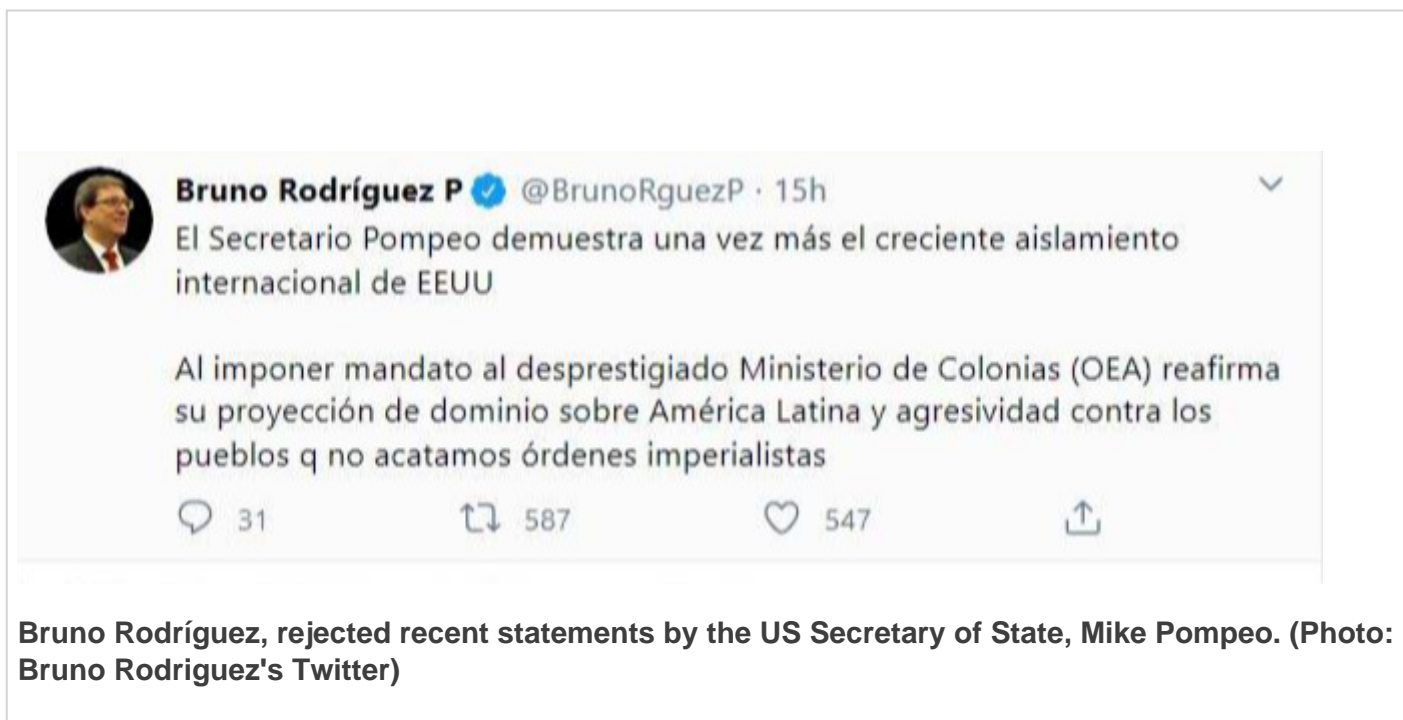 Bruno Rodríguez P @BrunoRguezP · 15h
El Secretario Pompeo demuestra una vez más el creciente aislamiento
internacional de EEUU
Al imponer mandato al desprestigiado Ministerio de Colonias (OEA) reafirma
su proyección de dominio sobre América Latina y agresividad contra los
pueblos q no acatamos órdenes imperialistas
31 587 547
Bruno Rodríguez, rejected recent statements by the US Secretary of State, Mike Pompeo. (Photo:
Bruno Rodriguez's Twitter)